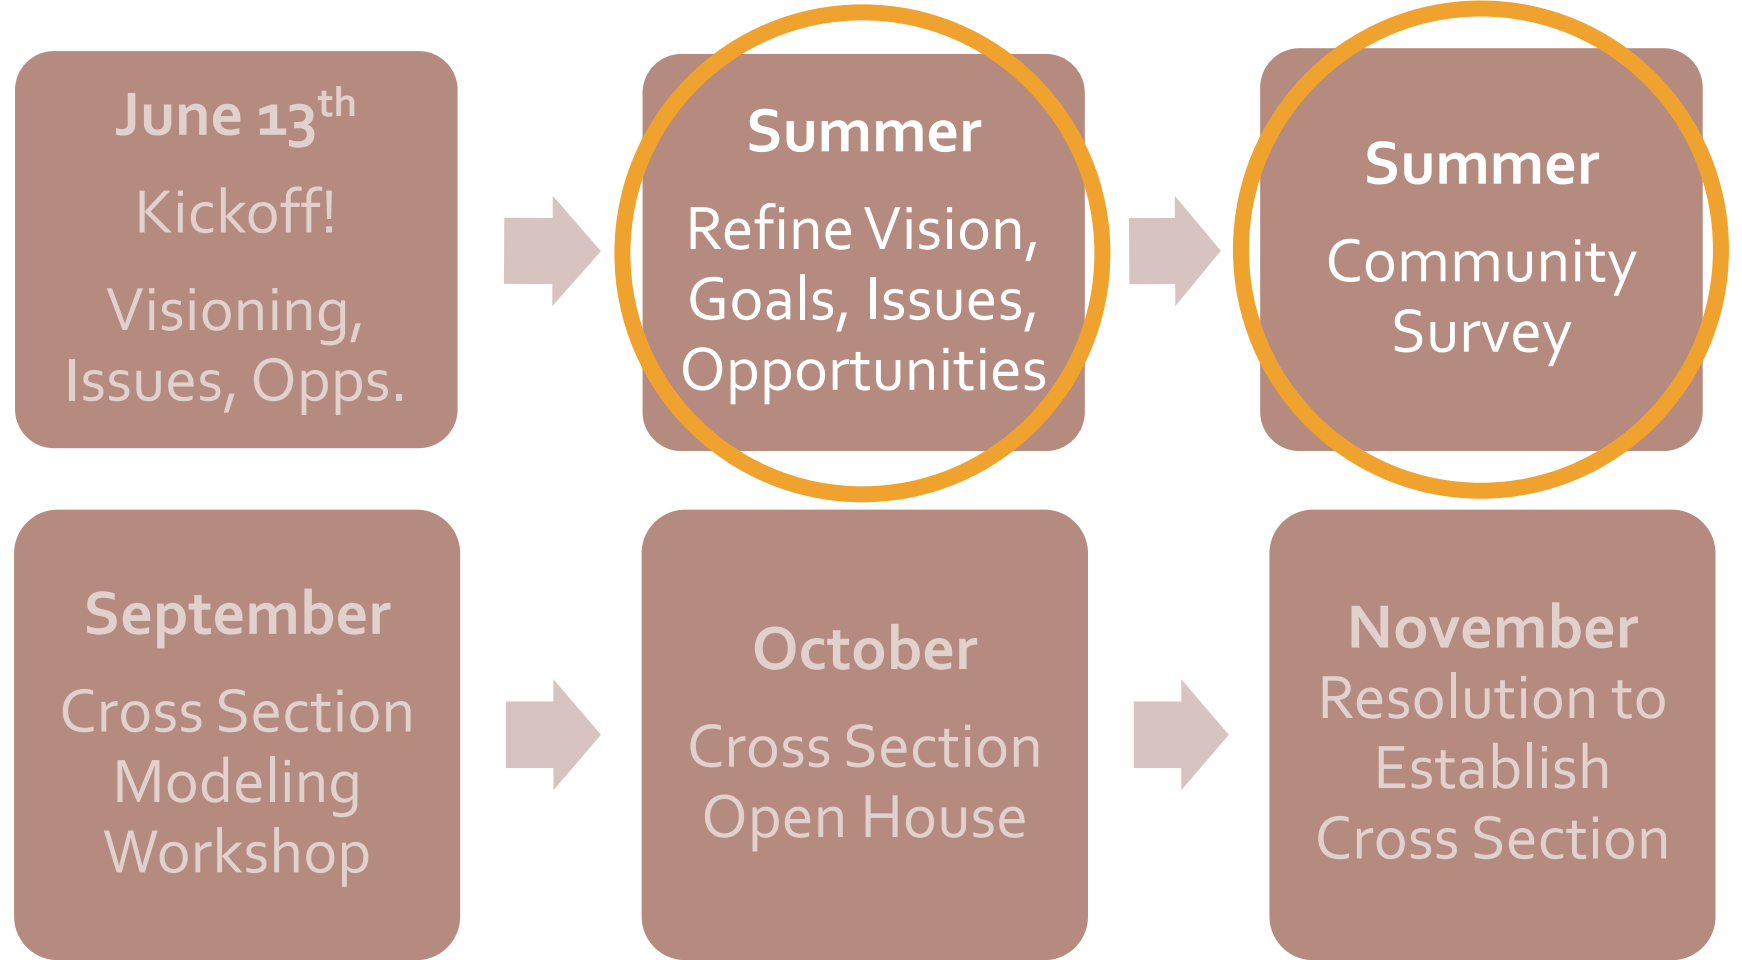 June 13th
Kickoff!
Visioning,
Issues, Opps.
Summer
Refine Vision,
Goals, Issues,
Opportunities
Summer
Community
Survey
September
Cross Section
Modeling
Workshop
October
Cross Section
Open House
November
Resolution to
Establish
Cross Section